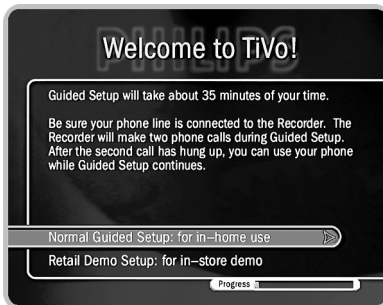 PHILIPS
Welcome to TiVo!
Guided Setup will take about 35 minutes of your time.
Be sure your phone line is connected to the Recorder. The
Recorder will make two phone calls during Guided Setup.
After the second call has hung up, you can use your phone
while Guided Setup continues.
Normal Guided Setup: for in-home use
Retail Demo Setup: for in-store demo
Progress